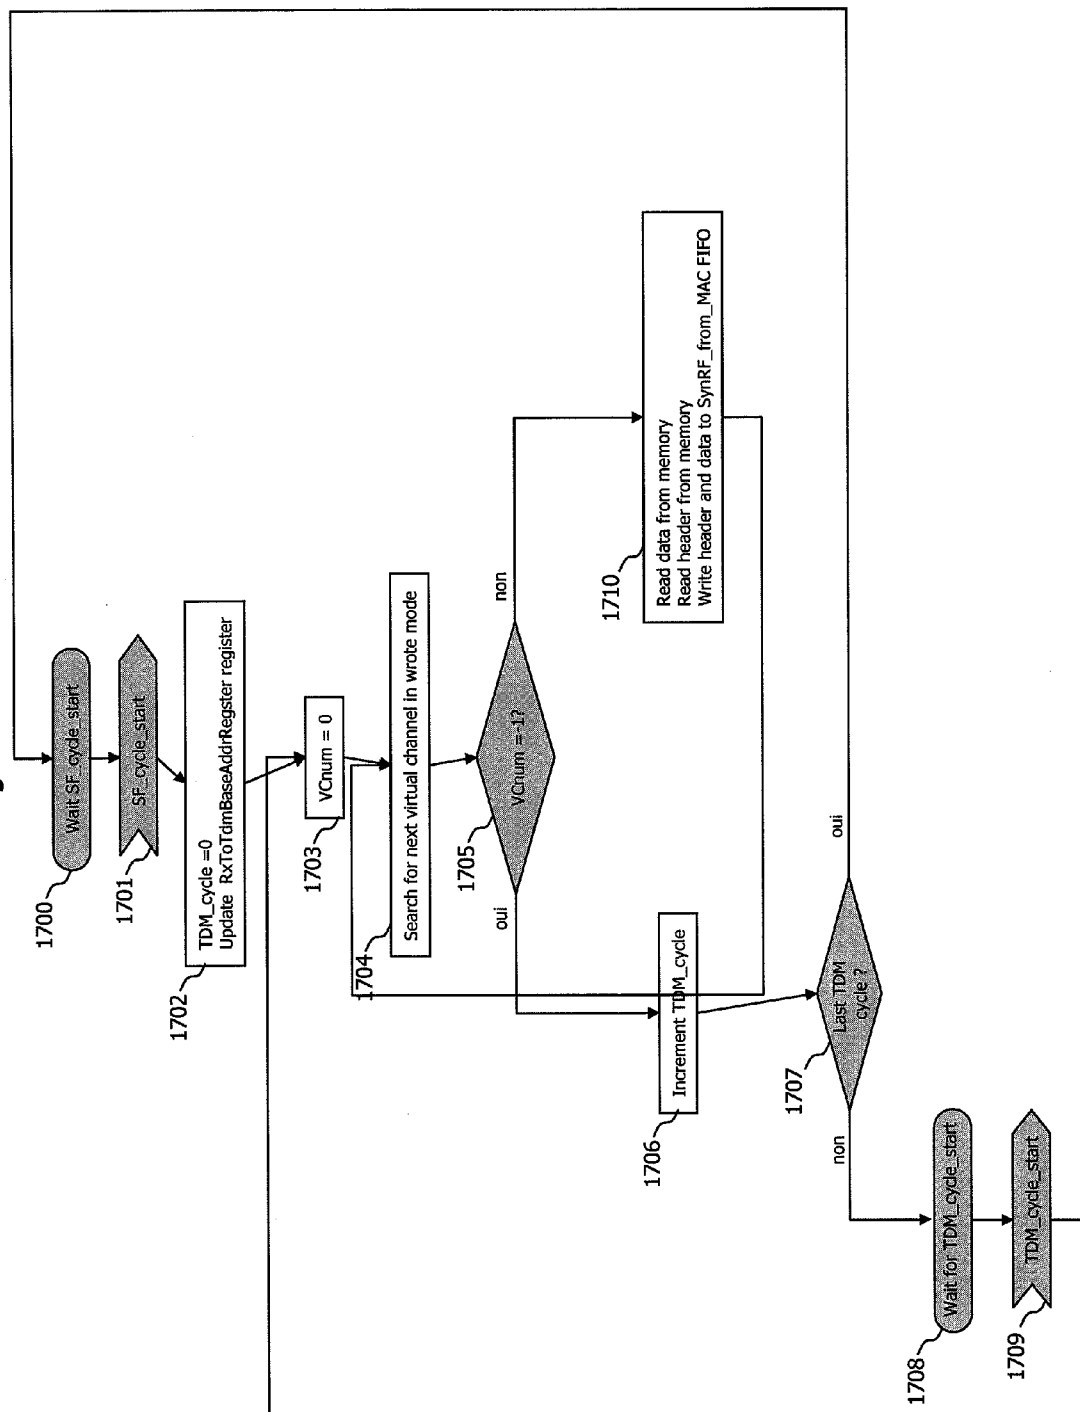 1700
Wait SF_cycle_start
1701
SF_cycle_start
1702
TDM_cycle =0
Update RxToTdmBaseAddrRegster register
1703
VCnum = 0
1704
Search for next virtual channel in wrote mode
1705
VCnum =-1?
oui
non
1710
Read data from memory
Read header from memory
Write header and data to SynRF_from_MAC FIFO
1706
Increment TDM_cycle
1707
Last TDM
cycle ?
oui
non
1708
Wait for TDM_cycle_start
1709
TDM_cycle_start